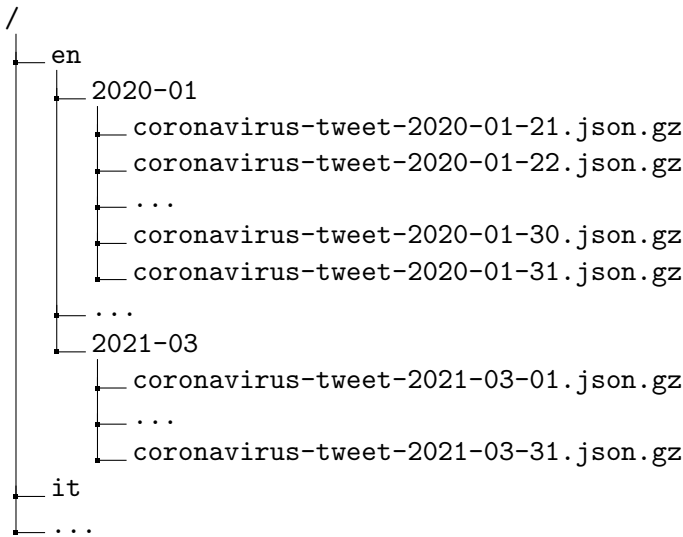 /
en
2020-01
coronavirus-tweet-2020-01-21.json.gz
coronavirus-tweet-2020-01-22.json.gz
...
coronavirus-tweet-2020-01-30.json.gz
coronavirus-tweet-2020-01-31.json.gz
...
2021-03
coronavirus-tweet-2021-03-01.json.gz
...
coronavirus-tweet-2021-03-31.json.gz
it
...